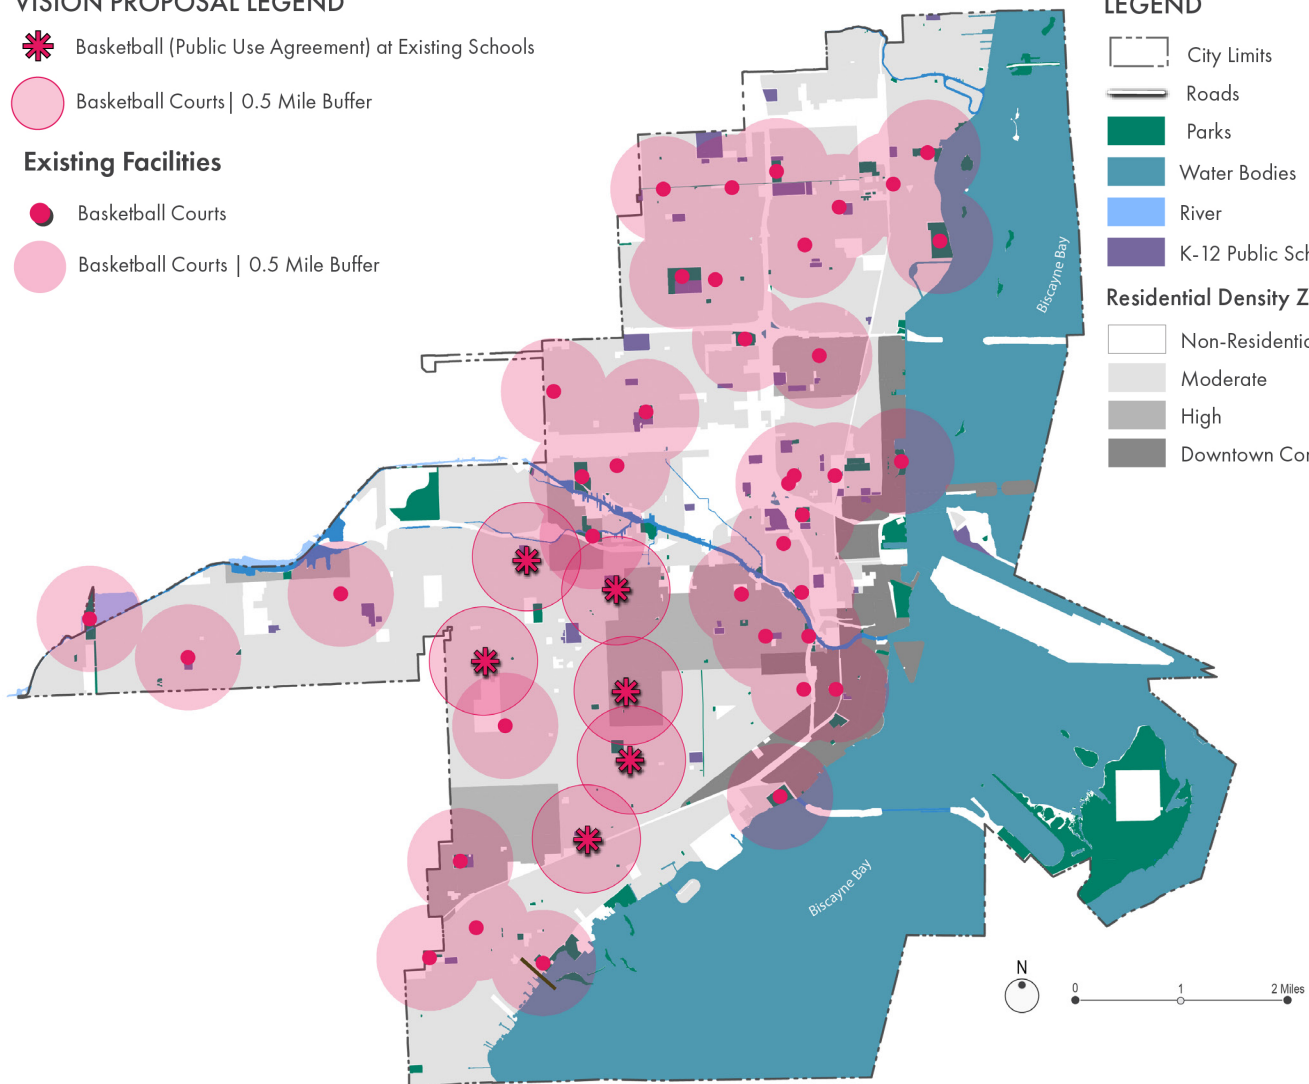 VISION PROPOSAL LEGEND
Basketball (Public Use Agreement) at Existing Schools
Basketball Courts| 0.5 Mile Buffer
Existing Facilities
Basketball Courts
Basketball Courts | 0.5 Mile Buffer
LEGEND
City Limits
Roads
Parks
Water Bodies
River
K-12 Public Sch
Residential Density Z
Non-Residentia
Moderate
High
Downtown Cor
Biscayne Bay
Biscayne Bay
N
0 1 2 Miles